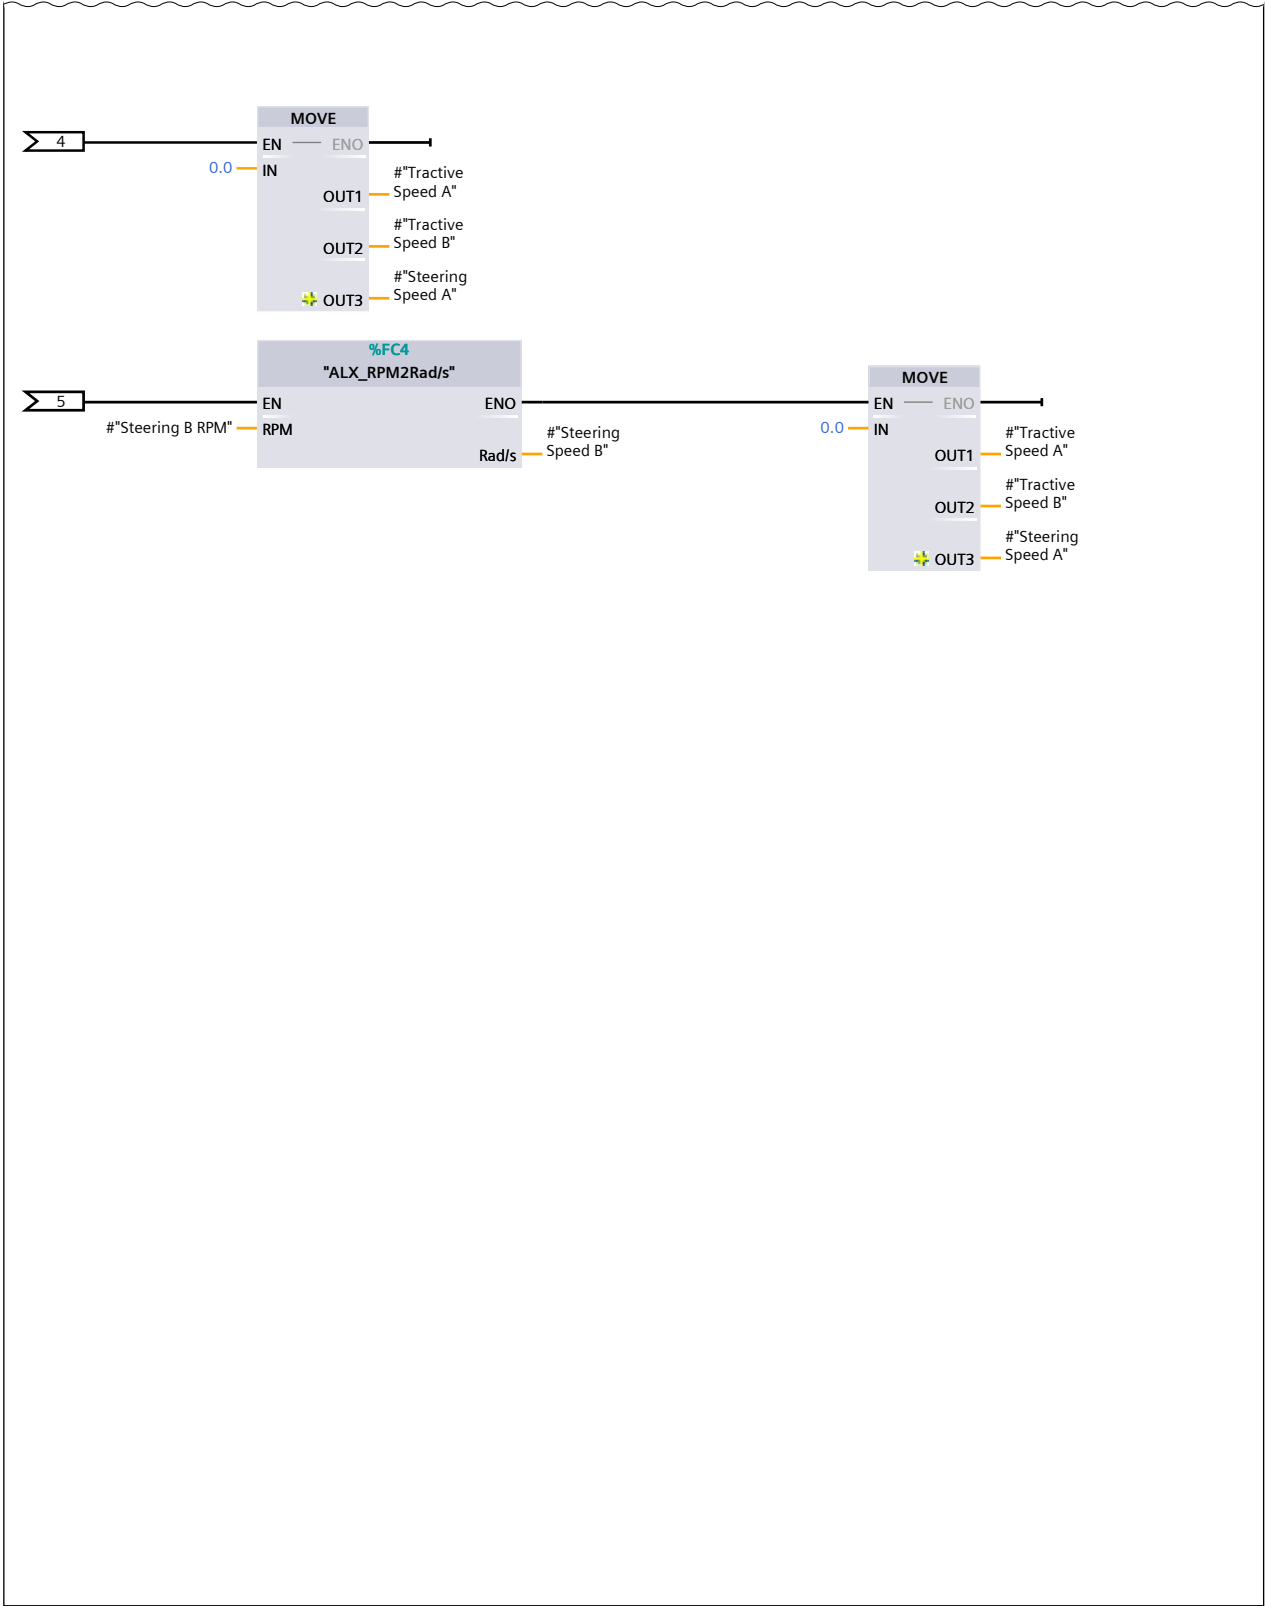 MOVE
4
EN
ENO
0.0
IN
#"Tractive
Speed A"
OUT1
#"Tractive
Speed B"
OUT2
#"Steering
Speed A"
OUT3
%FC4
"ALX_RPM2Rad/s"
MOVE
5
EN
ENO
EN
ENO
#"Steering B RPM"
RPM
0.0
IN
#"Steering
Speed B"
Rad/s
#"Tractive
Speed A"
OUT1
#"Tractive
Speed B"
OUT2
#"Steering
Speed A"
OUT3